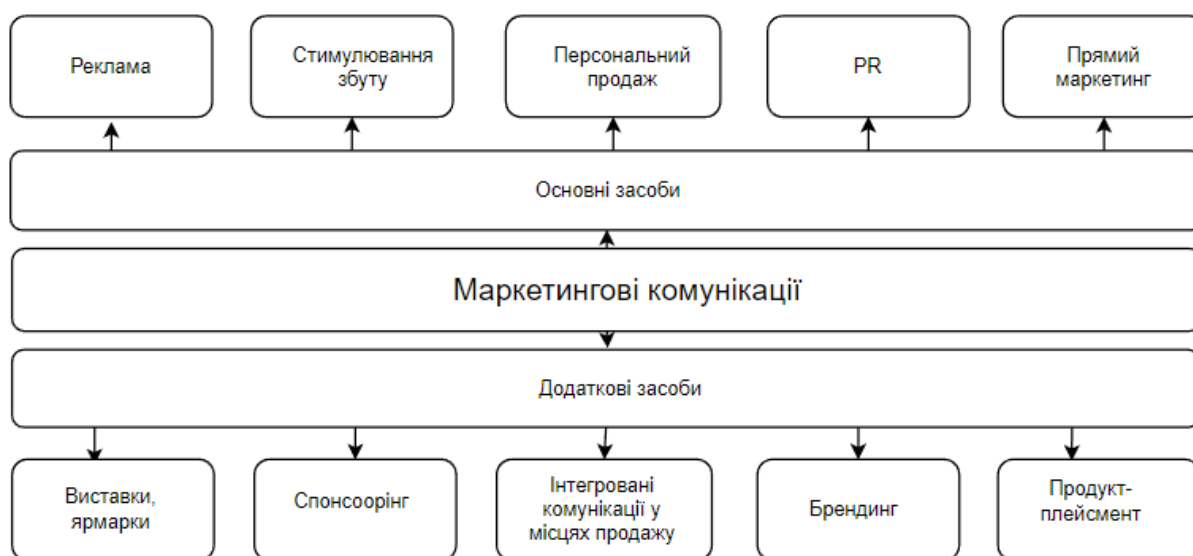 Реклама
Стимулювання
збуту
Персональний
продаж
PR
Прямий
маркетинг
Основні засоби
Маркетингові комунікації
Додаткові засоби
Виставки,
ярмарки
Спонсоорінг
Інтегровані
комунікації у
місцях продажу
Брендинг
Продукт-
плейсмент